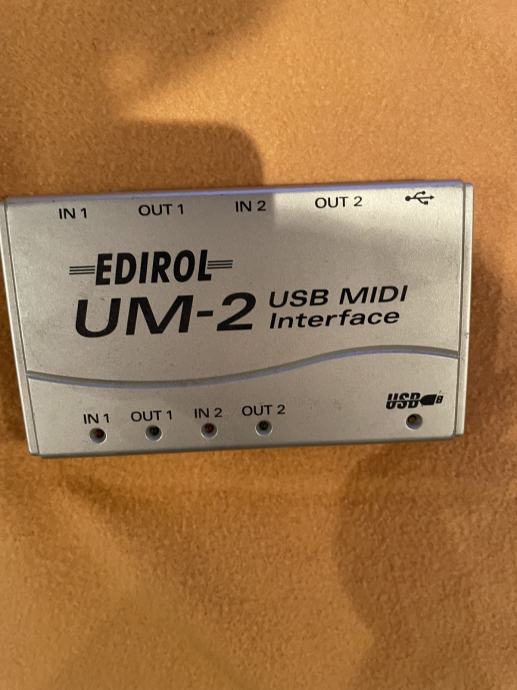 IN 1 OUT 1 IN 2 OUT 2
EDIROL
UM-2 USB MIDI
Interface
IN 1 OUT 1 IN 2 OUT 2 USB